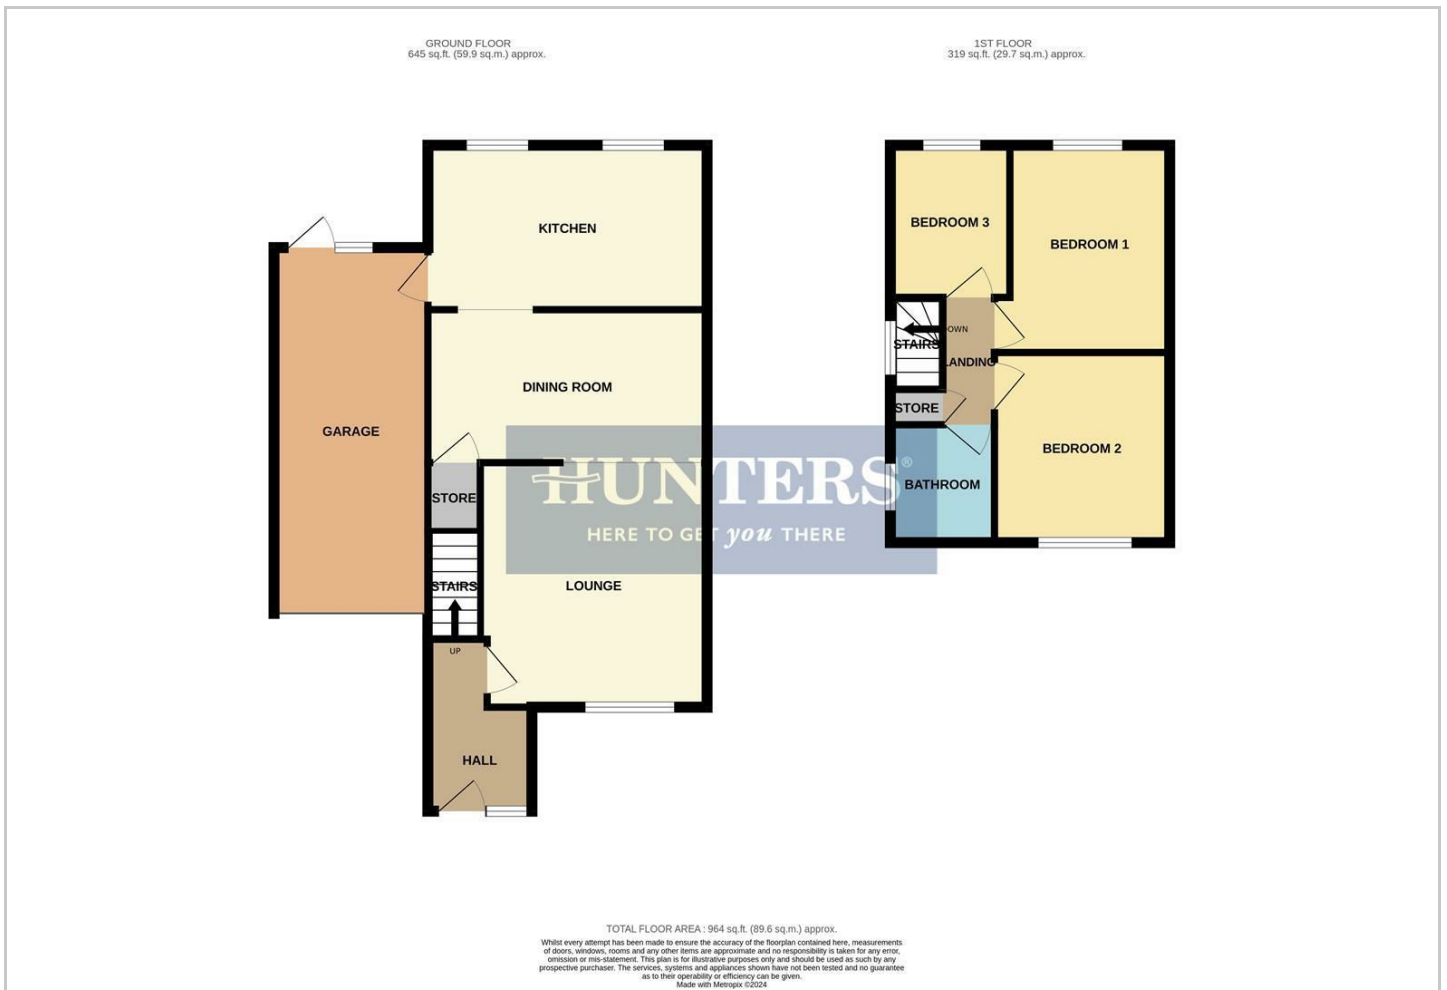 GROUND FLOOR
645 sq.ft. (59.9 sq.m.) approx.
1ST FLOOR
319 sq.ft. (29.7 sq.m.) approx.
KITCHEN
DINING ROOM
GARAGE
STORE
STAIRS
LOUNGE
UP
HALL
BEDROOM 3
BEDROOM 1
DOWN
STAIRS
LANDING
STORE
BEDROOM 2
BATHROOM
HUNTERS®
HERE TO GET you THERE
TOTAL FLOOR AREA : 964 sq.ft. (89.6 sq.m.) approx.
Whilst every attempt has been made to ensure the accuracy of the floorplan contained here, measurements
of doors, windows, rooms and any other items are approximate and no responsibility is taken for any error,
omission or mis-statement. This plan is for illustrative purposes only and should be used as such by any
prospective purchaser. The services, systems and appliances shown have not been tested and no guarantee
as to their operability or efficiency can be given.
Made with Metropix ©2024